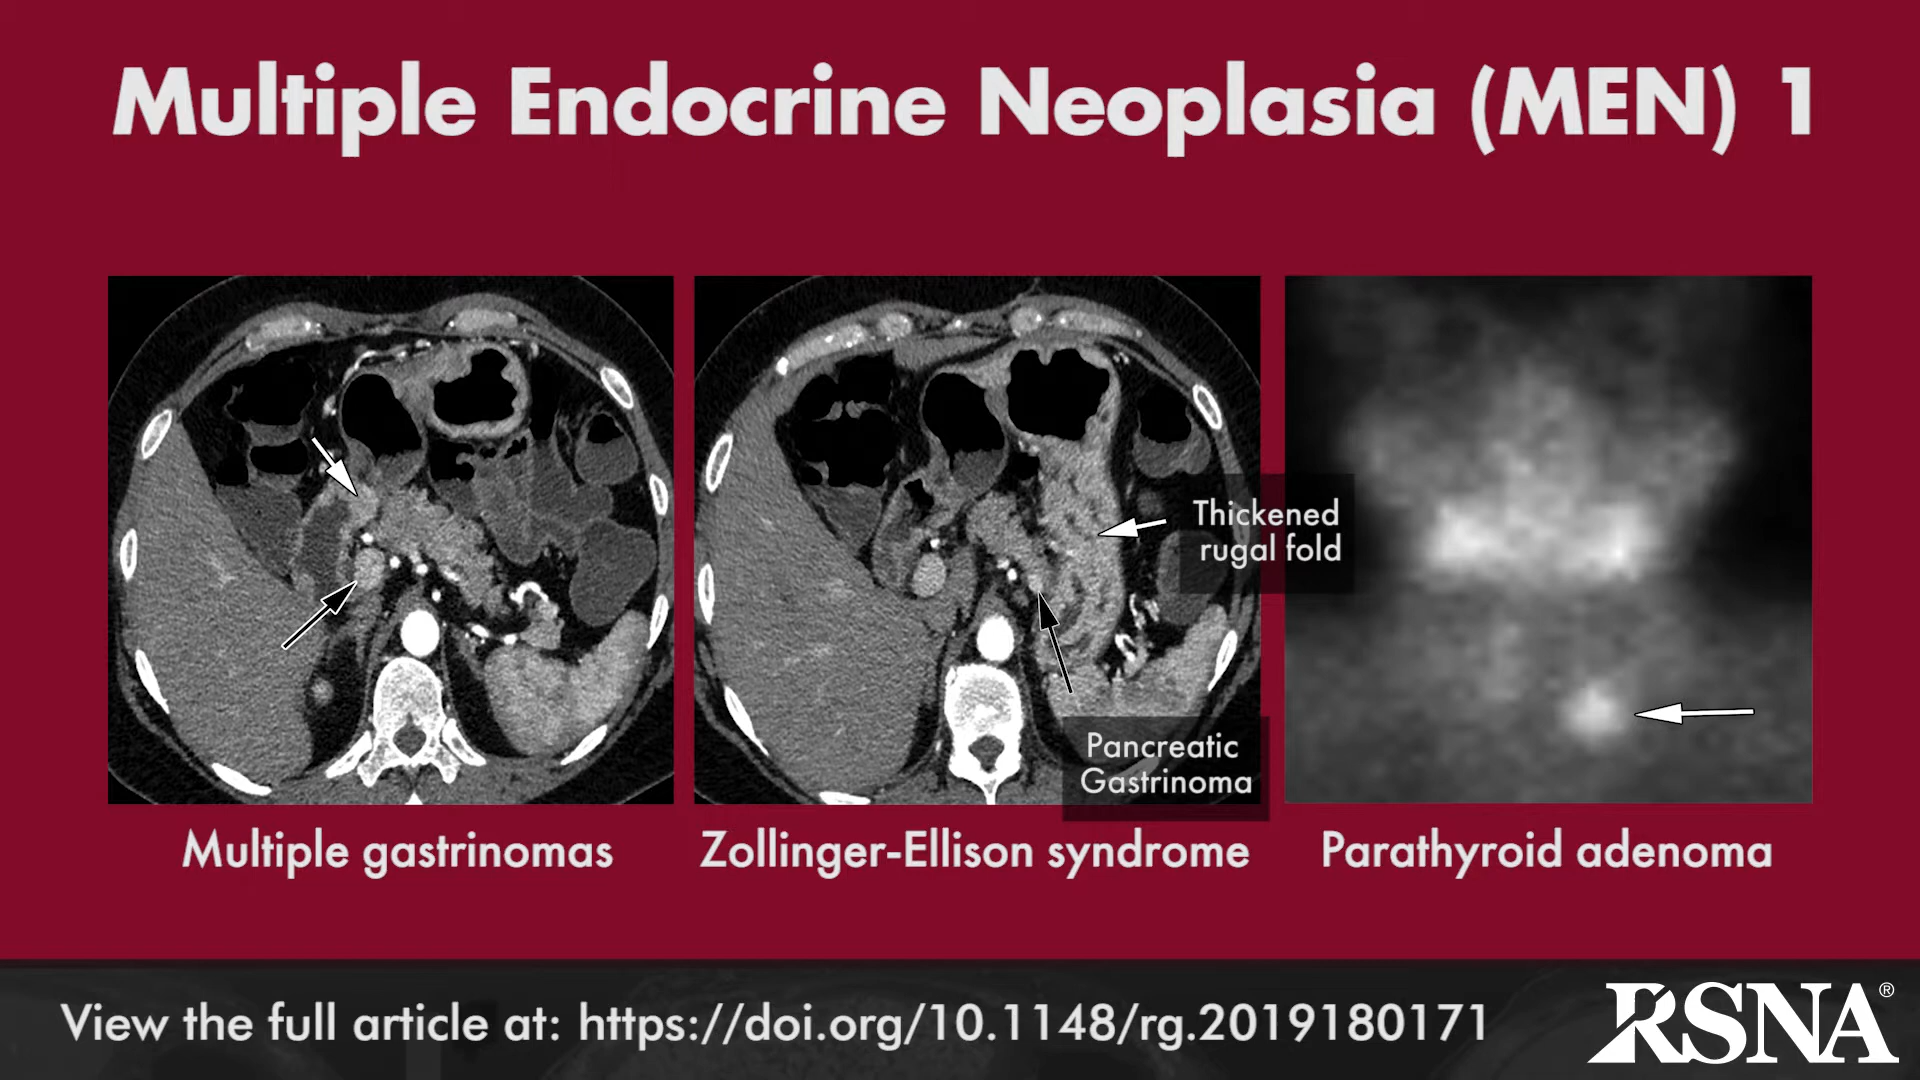 Multiple Endocrine Neoplasia (MEN) 1
Thickened
rugal fold
Pancreatic
Gastrinoma
Multiple gastrinomas
Zollinger-Ellison syndrome
Parathyroid adenoma
View the full article at: https://doi.org/10.1148/rg.2019180171
RSNA®